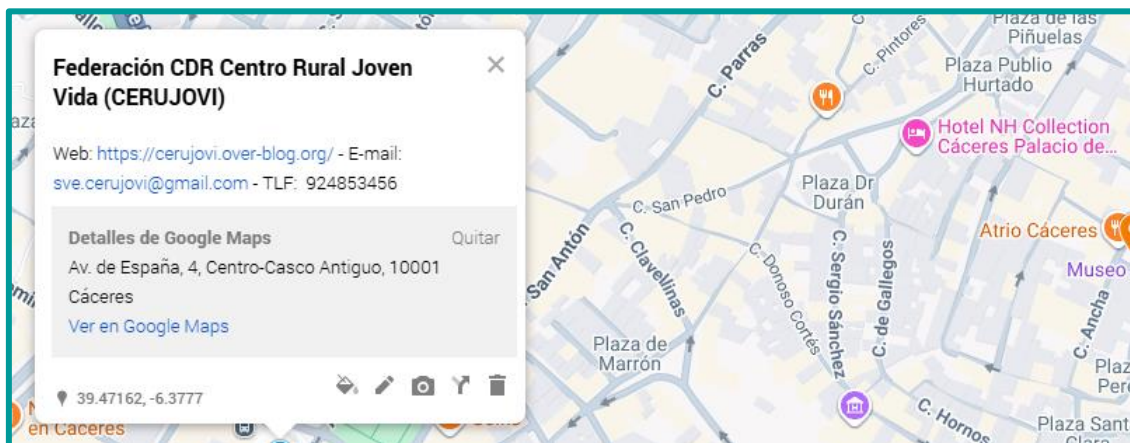 Federación CDR Centro Rural Joven
Vida (CERUJOVI)
Web: https://cerujovi.over-blog.org/ - E-mail:
sve.cerujovi@gmail.com - TLF: 924853456
Detalles de Google Maps
Quitar
Av. de España, 4, Centro-Casco Antiguo, 10001
Cáceres
Ver en Google Maps
39.47162, -6.3777
en Cáceres
C. Parras
C. Pintores
Plaza de las
Piñuelas
Plaza Publio
Hurtado
Hotel NH Collection
Cáceres Palacio de...
Plaza Dr
Durán
C. San Pedro
San Antón
C. Clavellinas
C. Donoso Cortés
C. Sergio Sánchez
C. de Gallegos
Atrio Cáceres
Museo
C. Ancha
Plaza de
Marrón
C. Hornos
Plaza Sant